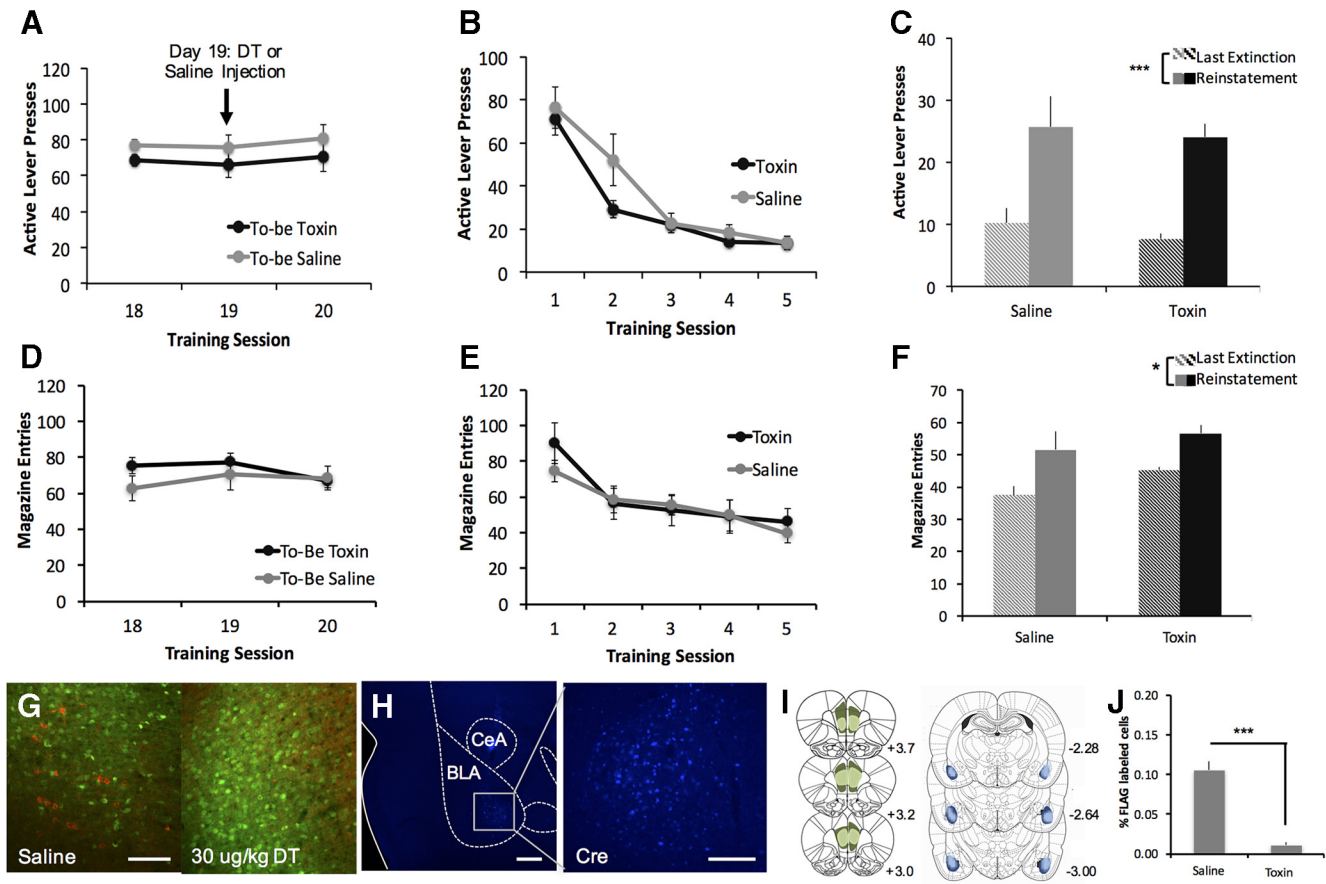 A
Day 19: DT or
Saline Injection
Active Lever Presses
120
100
80
60
40
20
0
To-be Toxin
To-be Saline
18 19 20
Training Session
B
Active Lever Presses
100
80
60
40
20
0
Toxin
Saline
1 2 3 4 5
Training Session
C
Active Lever Presses
40
30
20
10
0
*** Last Extinction
Reinstatement
Saline Toxin
D
Magazine Entries
120
100
80
60
40
20
0
To-Be Toxin
To-Be Saline
18 19 20
Training Session
E
Magazine Entries
120
100
80
60
40
20
0
Toxin
Saline
1 2 3 4 5
Training Session
F
Magazine Entries
70
60
50
40
30
20
10
0
* Last Extinction
Reinstatement
Saline Toxin
G
Saline
30 ug/kg DT
H
CeA
BLA
Cre
I
+3.7
+3.2
+3.0
-2.28
-2.64
-3.00
J
% FLAG labeled cells
0.20
0.15
0.10
0.05
0.00
***
Saline Toxin